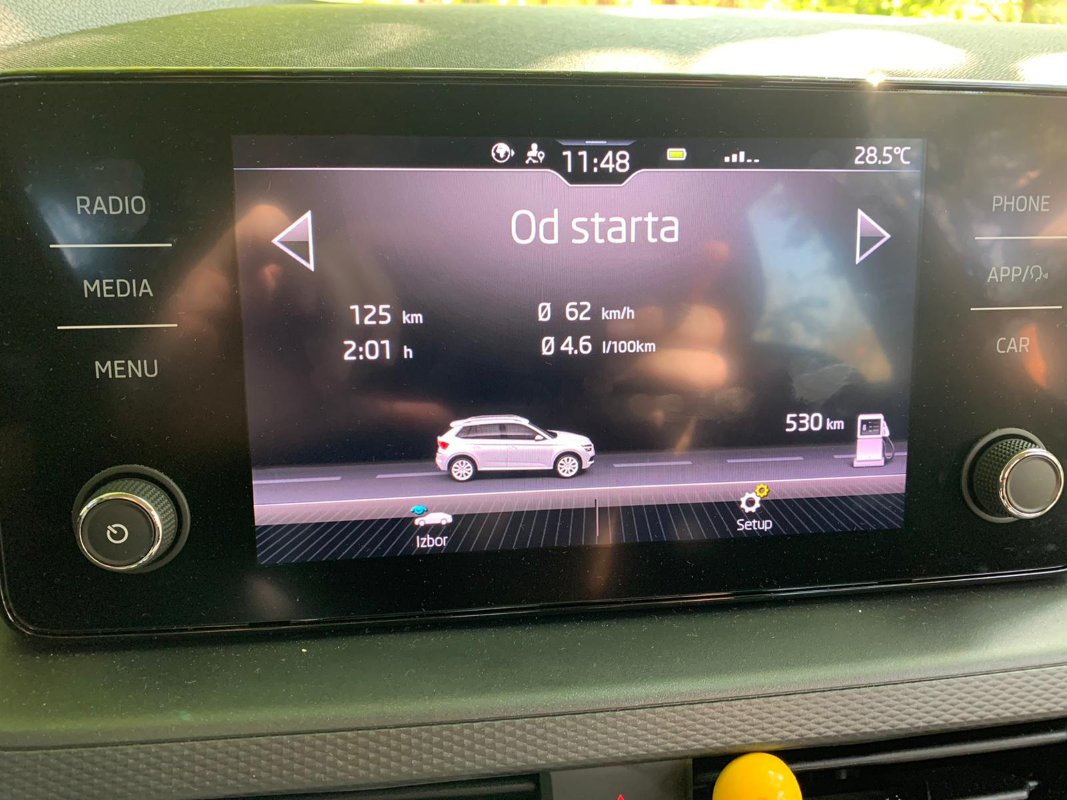 11:48
28.5°C
RADIO
MEDIA
MENU
Od starta
125 km
2:01 h
Ø 62 km/h
Ø 4.6 l/100km
530 km
Izbor
Setup
PHONE
APP/
CAR